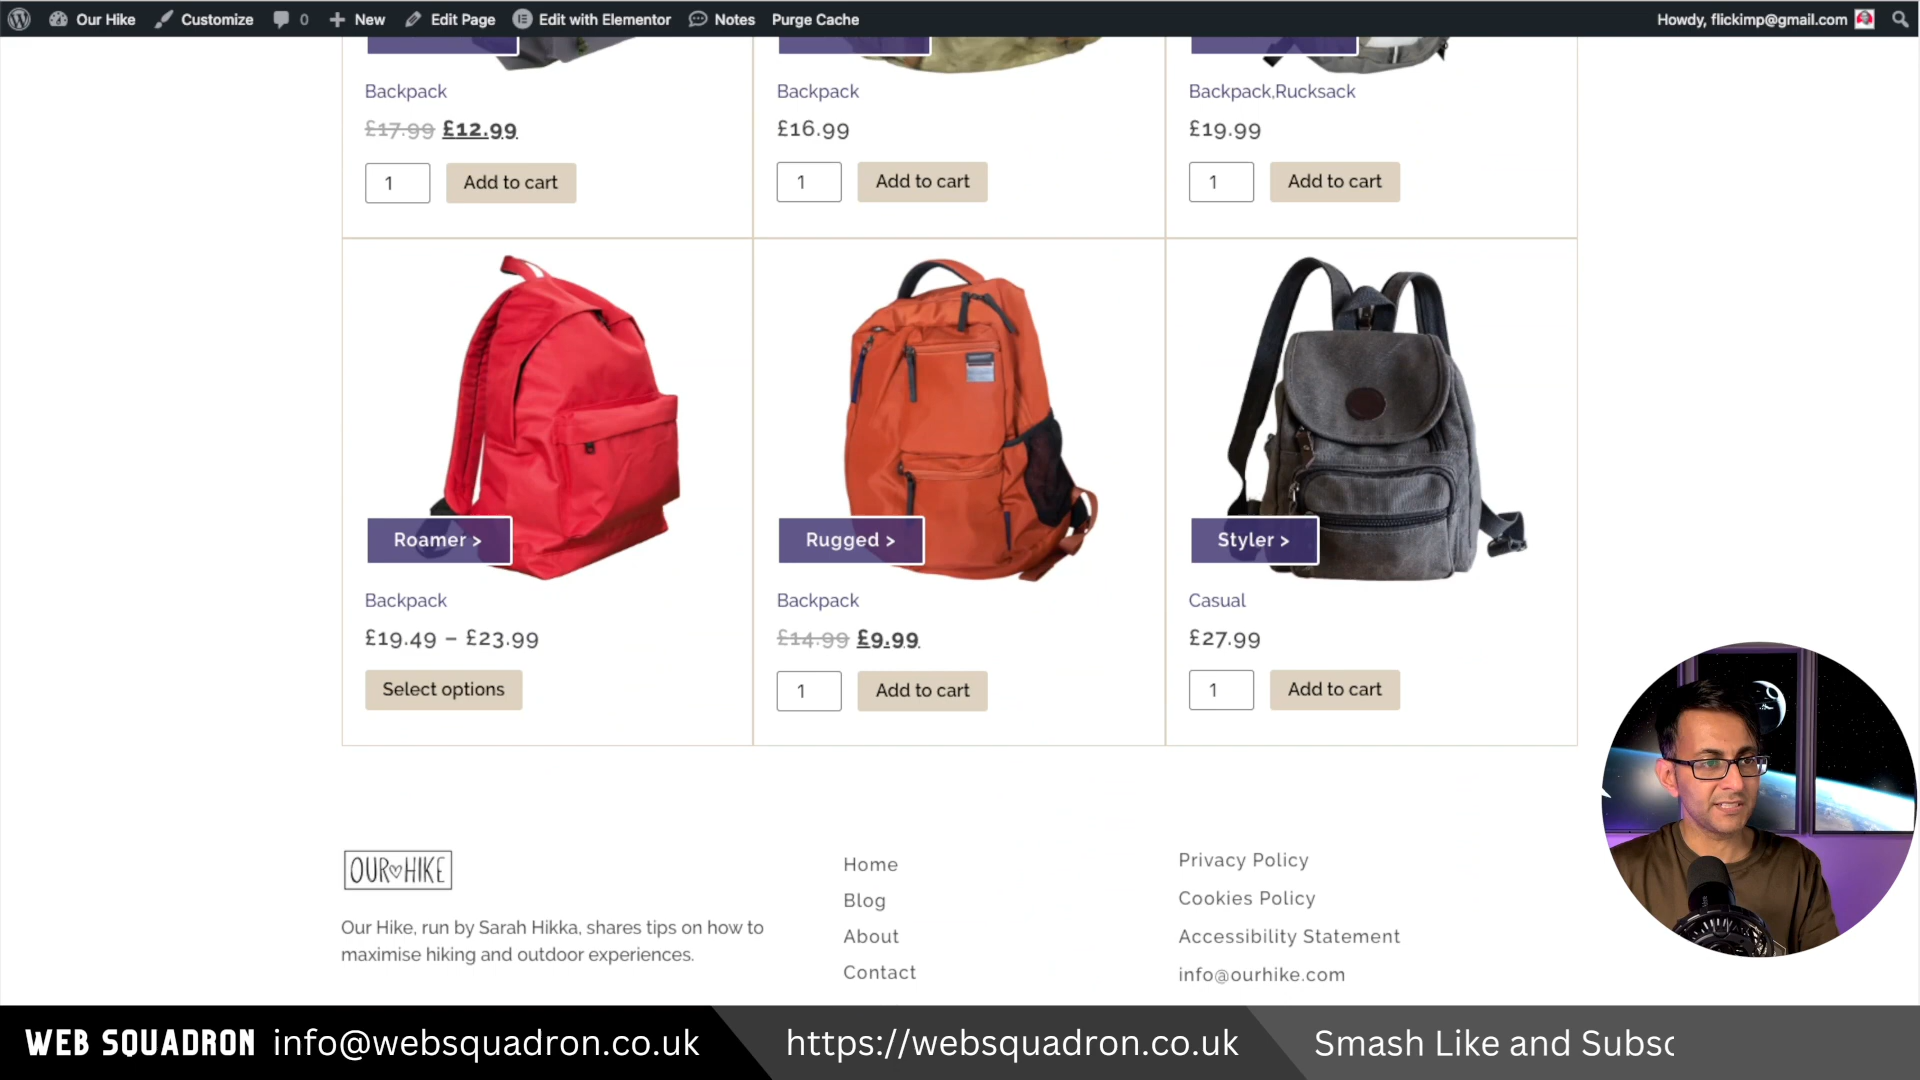 Our Hike Customize 0 New Edit Page Edit with Elementor Notes Purge Cache Howdy, flickimp@gmail.com
Backpack Backpack Backpack,Rucksack
£17.99 £12.99 £16.99 £19.99
1 Add to cart 1 Add to cart 1 Add to cart
Roamer > Rugged > Styler >
Backpack Backpack Casual
£19.49 – £23.99 £14.99 £9.99 £27.99
Select options 1 Add to cart 1 Add to cart
OUR HIKE
Our Hike, run by Sarah Hikka, shares tips on how to
maximise hiking and outdoor experiences.
Home
Blog
About
Contact
Privacy Policy
Cookies Policy
Accessibility Statement
info@ourhike.com
WEB SQUADRON info@websquadron.co.uk https://websquadron.co.uk Smash Like and Subsc